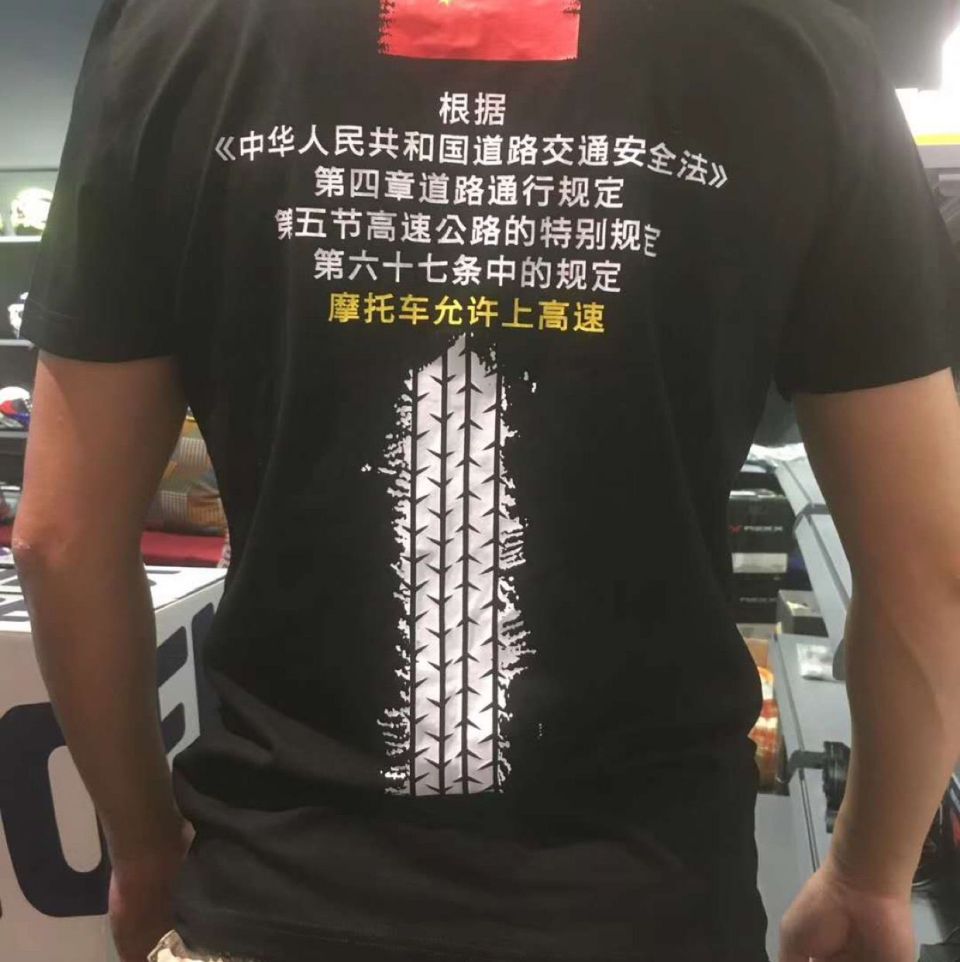 根据
《中华人民共和国道路交通安全法》
第四章道路通行规定
第五节高速公路的特别规定
第六十七条中的规定
摩托车允许上高速